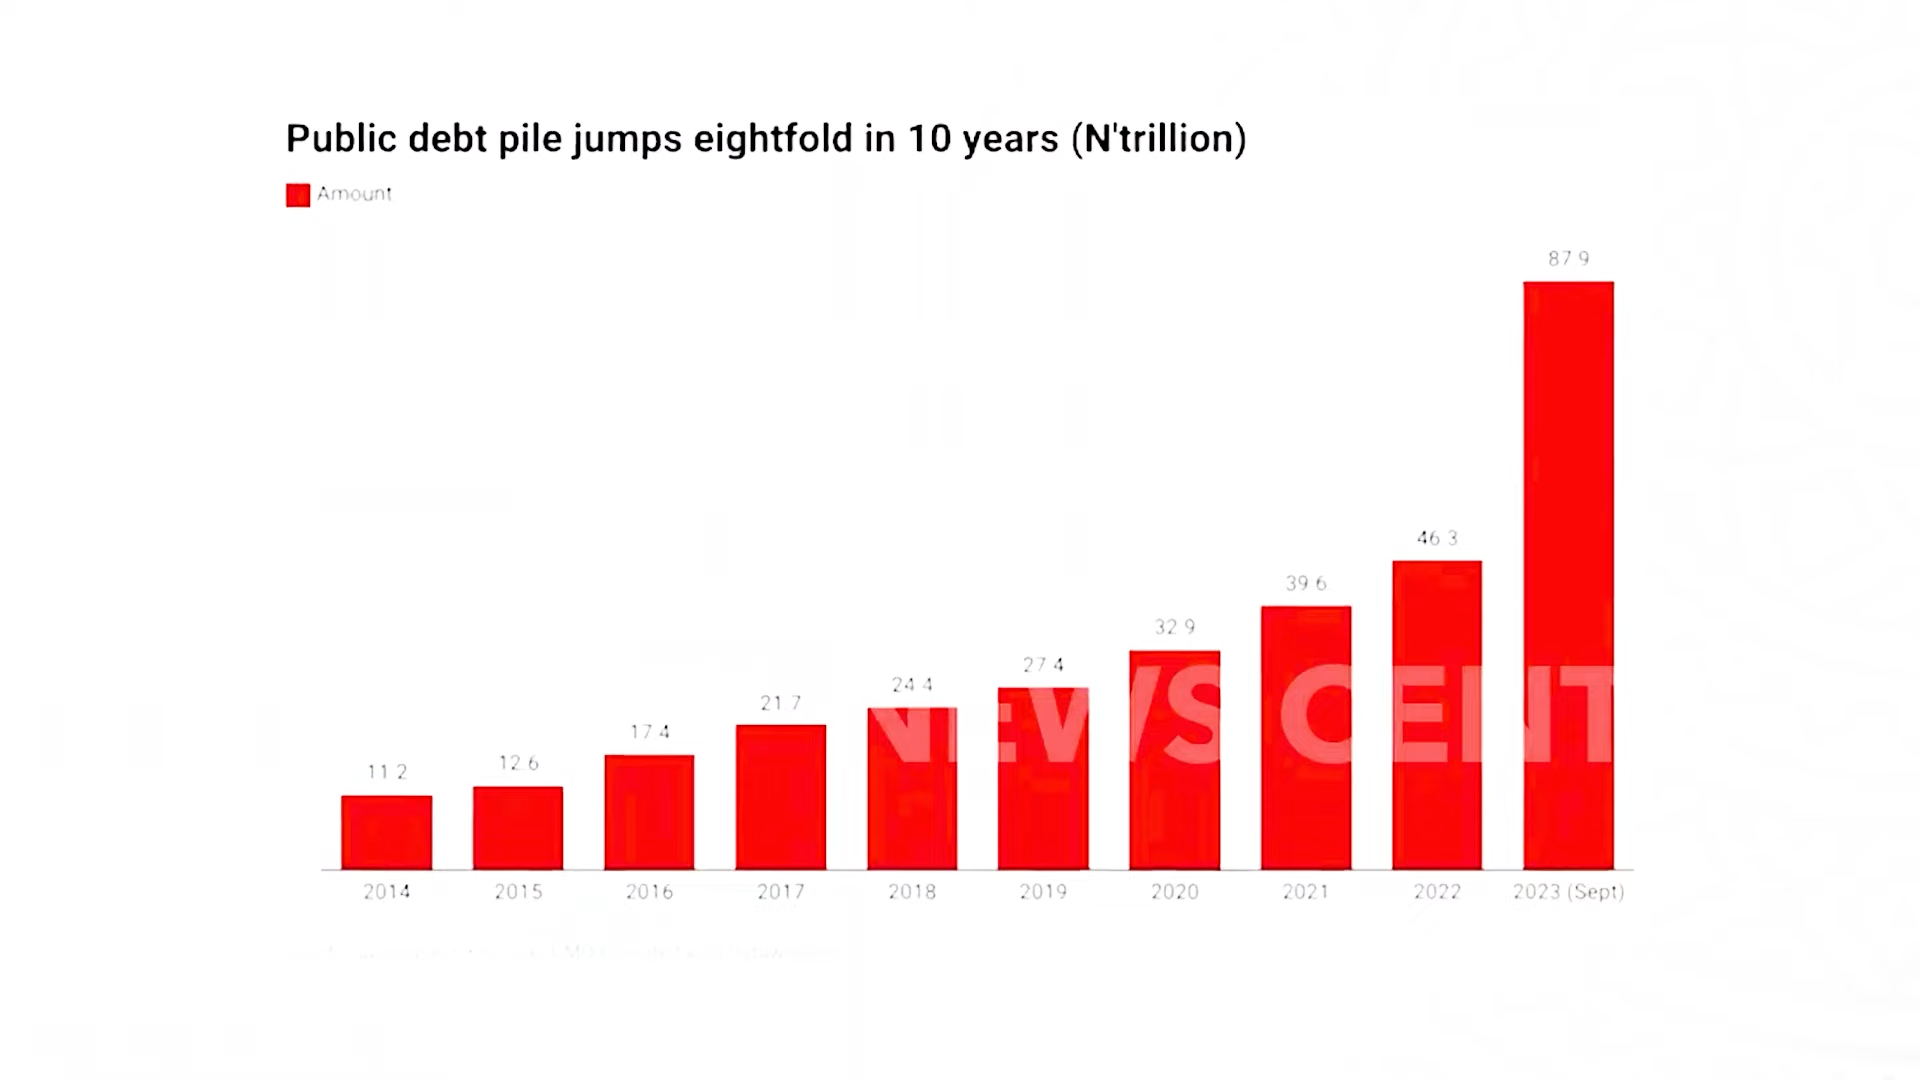 Public debt pile jumps eightfold in 10 years (N'trillion)
Amount
87.9
46.3
39.6
32.9
27.4
24.4
21.7
17.4
12.6
11.2
NEWS CENT
2014 2015 2016 2017 2018 2019 2020 2021 2022 2023 (Sept)